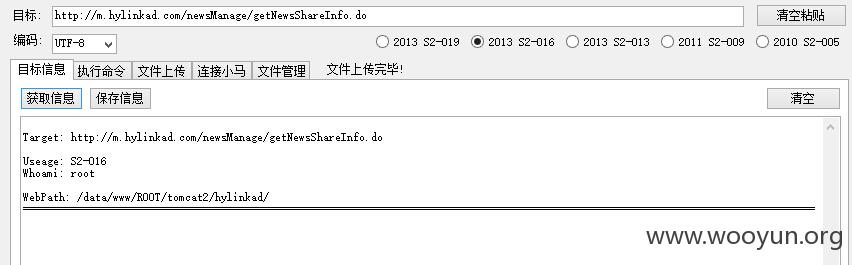 目标: http://m.hylinkad.com/newsManage/getNewsShareInfo.do 清空粘贴
编码: UTF-8 2013 S2-019 2013 S2-016 2013 S2-013 2011 S2-009 2010 S2-005
目标信息 执行命令 文件上传 连接小马 文件管理 文件上传完毕!
获取信息 保存信息 清空
Target: http://m.hylinkad.com/newsManage/getNewsShareInfo.do
Useage: S2-016
Whoami: root
WebPath: /data/www/ROOT/tomcat2/hylinkad/
www.wooyun.org